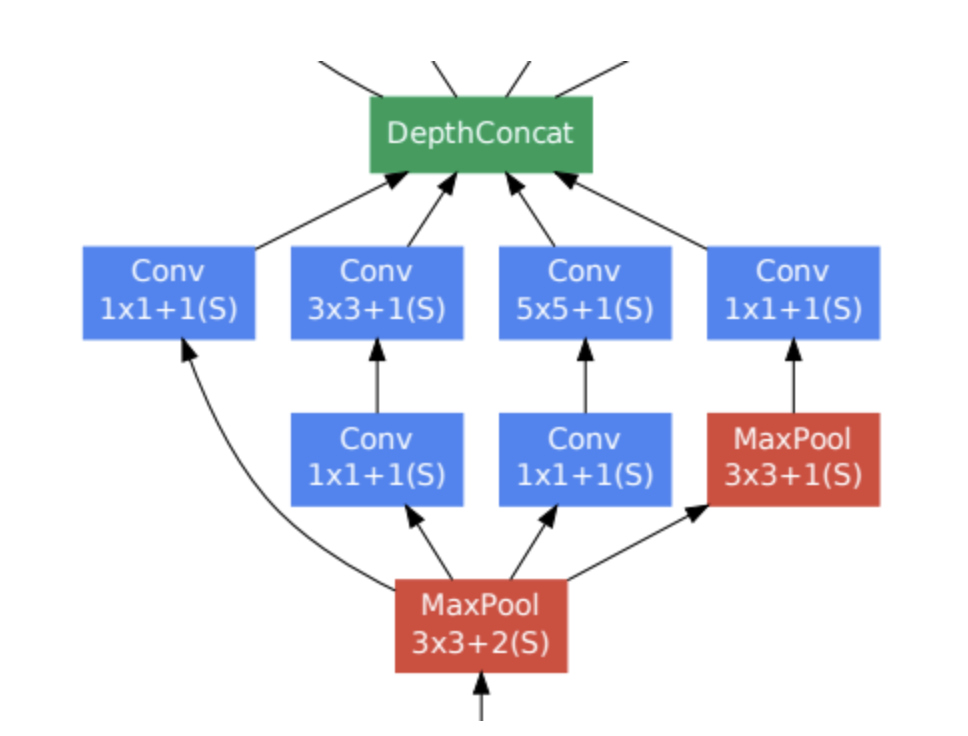 DepthConcat
Conv
1x1+1(S)
Conv
3x3+1(S)
Conv
5x5+1(S)
Conv
1x1+1(S)
Conv
1x1+1(S)
Conv
1x1+1(S)
MaxPool
3x3+1(S)
MaxPool
3x3+2(S)